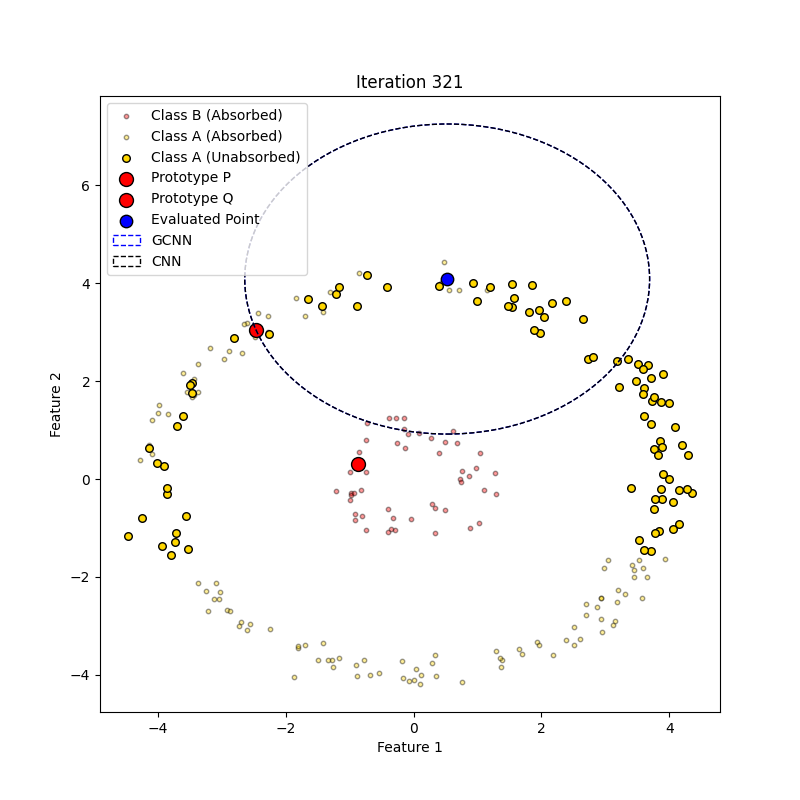 Iteration 321
Class B (Absorbed)
Class A (Absorbed)
Class A (Unabsorbed)
Prototype P
Prototype Q
Evaluated Point
GCNN
CNN
6
4
2
0
−2
−4
Feature 2
−4
−2
0
2
4
Feature 1